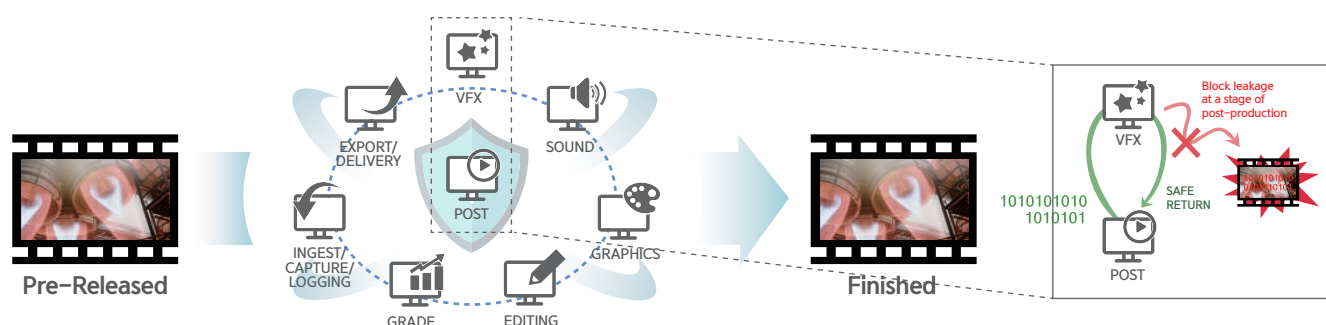 VFX
EXPORT/
DELIVERY
SOUND
POST
INGEST/
CAPTURE/
LOGGING
GRAPHICS
GRADE
EDITING
Pre-Released
Finished
Block leakage
at a stage of
post-production
VFX
SAFE
RETURN
1010101010
1010101
POST
1010101010